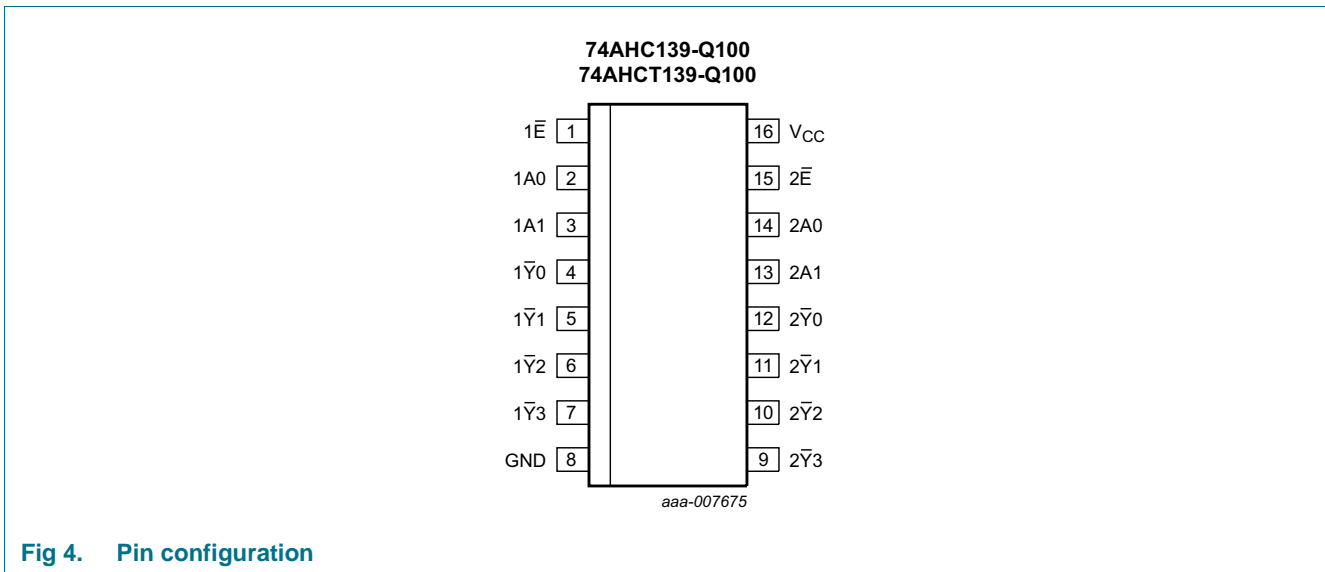 74AHC139-Q100
74AHCT139-Q100
1E̅ 1
16 VCC
1A0 2
15 2E̅
1A1 3
14 2A0
1Y̅0 4
13 2A1
1Y̅1 5
12 2Y̅0
1Y̅2 6
11 2Y̅1
1Y̅3 7
10 2Y̅2
GND 8
9 2Y̅3
aaa-007675
Fig 4. Pin configuration